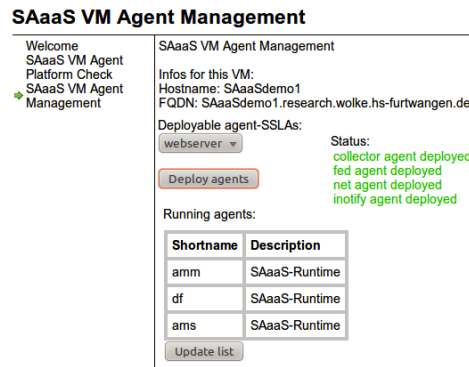 SAaaS VM Agent Management
Welcome
SAaaS VM Agent
Platform Check
SAaaS VM Agent
Management
SAaaS VM Agent Management
Infos for this VM:
Hostname: SAaaSdemo1
FQDN: SAaaSdemo1.research.wolke.hs-furtwangen.de
Deployable agent-SSLAs:
webserver
Deploy agents
Status:
collector agent deployed
fed agent deployed
net agent deployed
inotify agent deployed
Running agents:
Shortname Description
amm SAaaS-Runtime
df SAaaS-Runtime
ams SAaaS-Runtime
Update list